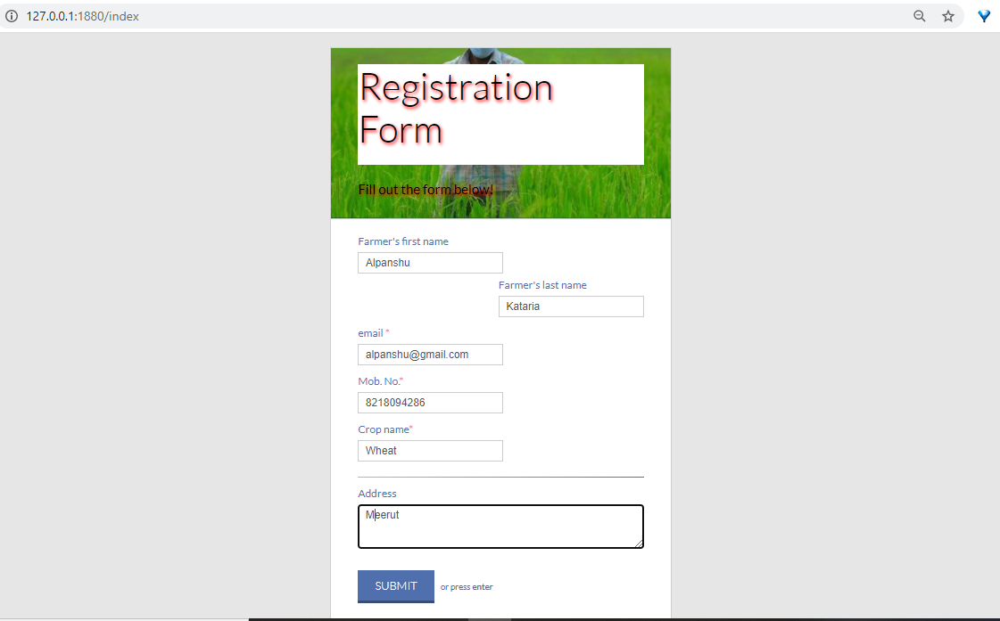 127.0.0.1:1880/index
Registration
Form
Fill out the form below!
Farmer's first name
Alpanshu
Farmer's last name
Kataria
email *
alpanshu@gmail.com
Mob. No.*
8218094286
Crop name*
Wheat
Address
Meerut
SUBMIT or press enter